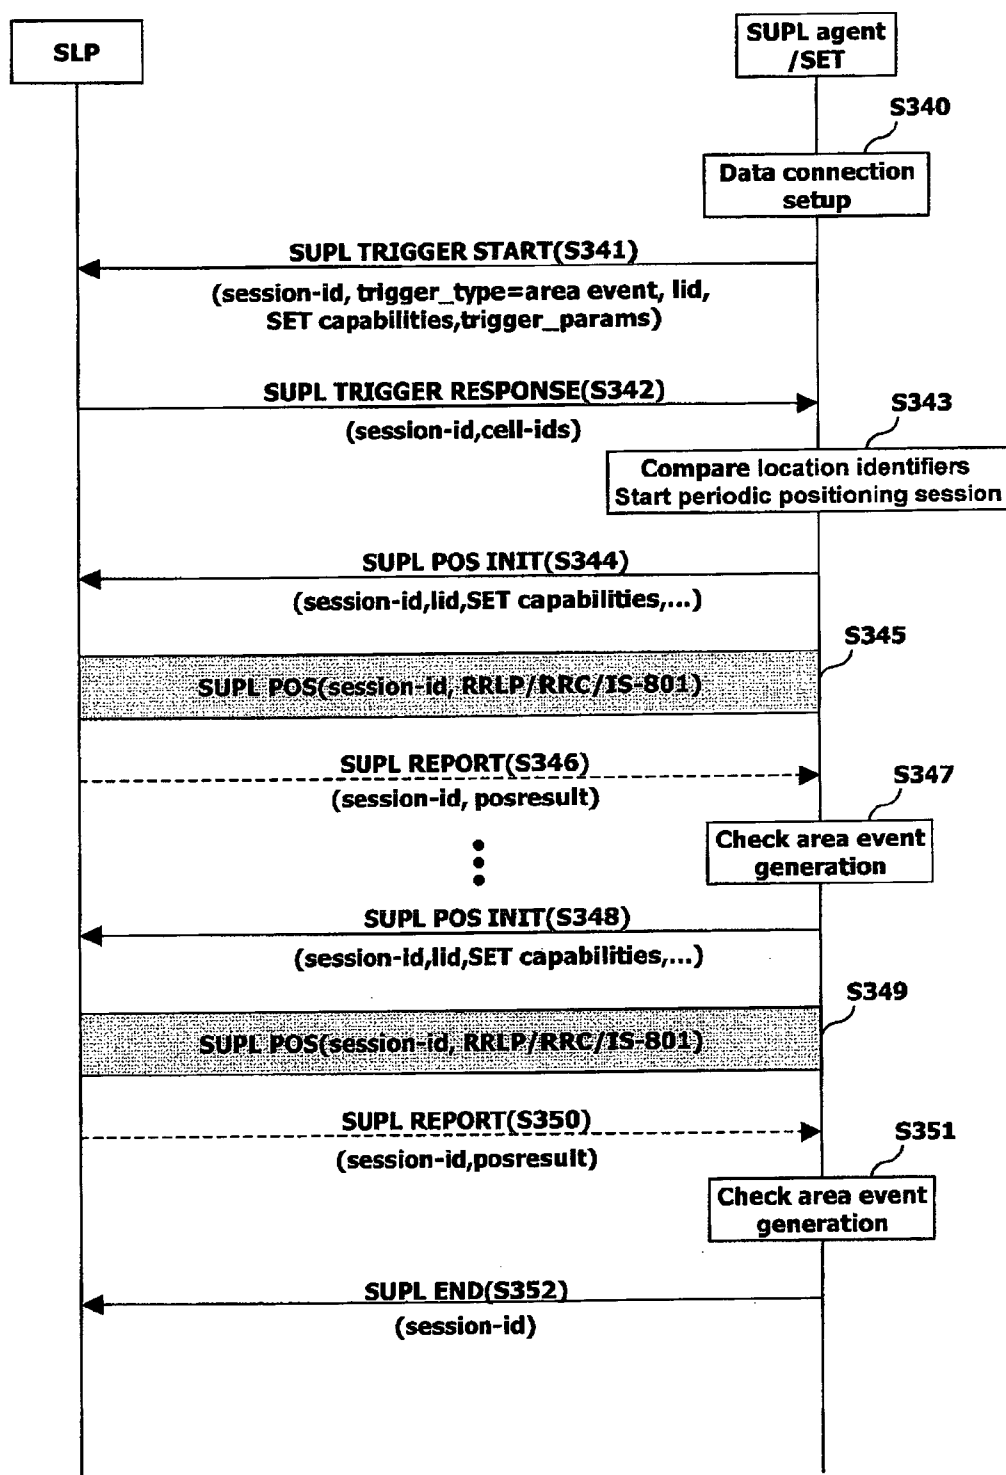 SLP
SUPL agent
/SET
S340
Data connection
setup
SUPL TRIGGER START(S341)
(session-id, trigger_type=area event, lid,
SET capabilities,trigger_params)
SUPL TRIGGER RESPONSE(S342)
(session-id,cell-ids)
S343
Compare location identifiers
Start periodic positioning session
SUPL POS INIT(S344)
(session-id,lid,SET capabilities,...)
S345
SUPL POS(session-id, RRLP/RRC/IS-801)
SUPL REPORT(S346)
(session-id, posresult)
S347
Check area event
generation
SUPL POS INIT(S348)
(session-id,lid,SET capabilities,...)
S349
SUPL POS(session-id, RRLP/RRC/IS-801)
SUPL REPORT(S350)
(session-id,posresult)
S351
Check area event
generation
SUPL END(S352)
(session-id)